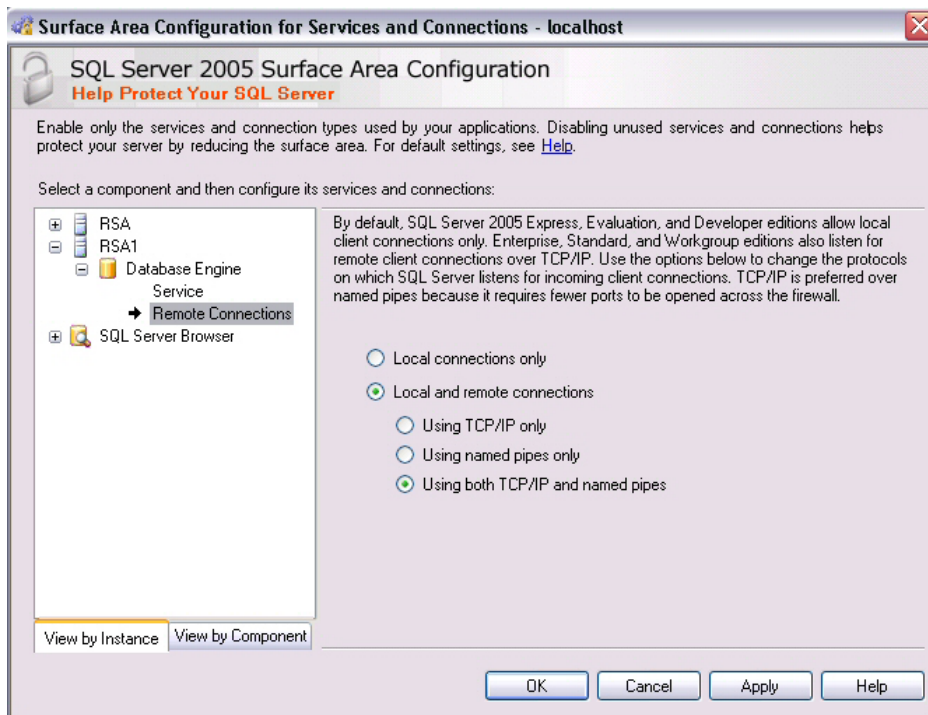 Surface Area Configuration for Services and Connections - localhost
SQL Server 2005 Surface Area Configuration
Help Protect Your SQL Server
Enable only the services and connection types used by your applications. Disabling unused services and connections helps
protect your server by reducing the surface area. For default settings, see Help.
Select a component and then configure its services and connections:
RSA
RSA1
Database Engine
Service
Remote Connections
SQL Server Browser
View by Instance
View by Component
By default, SQL Server 2005 Express, Evaluation, and Developer editions allow local
client connections only. Enterprise, Standard, and Workgroup editions also listen for
remote client connections over TCP/IP. Use the options below to change the protocols
on which SQL Server listens for incoming client connections. TCP/IP is preferred over
named pipes because it requires fewer ports to be opened across the firewall.
Local connections only
Local and remote connections
Using TCP/IP only
Using named pipes only
Using both TCP/IP and named pipes
OK
Cancel
Apply
Help